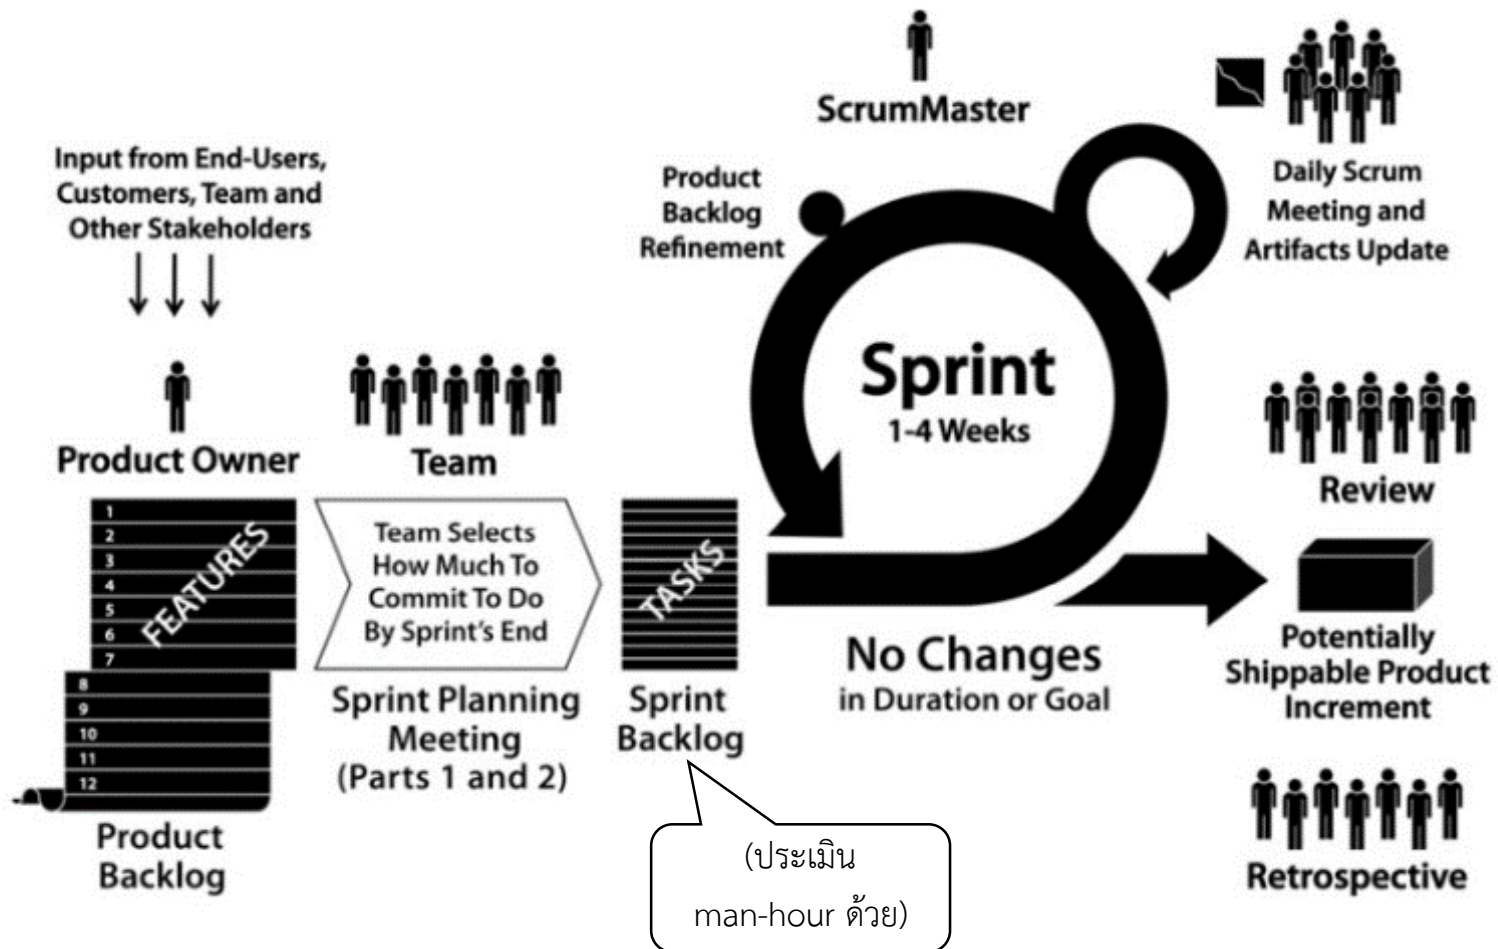 Input from End-Users,
Customers, Team and
Other Stakeholders
Product Owner
1
2
3
4
5
6
7
FEATURES
8
9
10
11
12
Product
Backlog
Team
Team Selects
How Much To
Commit To Do
By Sprint's End
Sprint Planning
Meeting
(Parts 1 and 2)
TASKS
Sprint
Backlog
(ประเมิน
man-hour ด้วย)
ScrumMaster
Product
Backlog
Refinement
Sprint
1-4 Weeks
No Changes
in Duration or Goal
Daily Scrum
Meeting and
Artifacts Update
Review
Potentially
Shippable Product
Increment
Retrospective